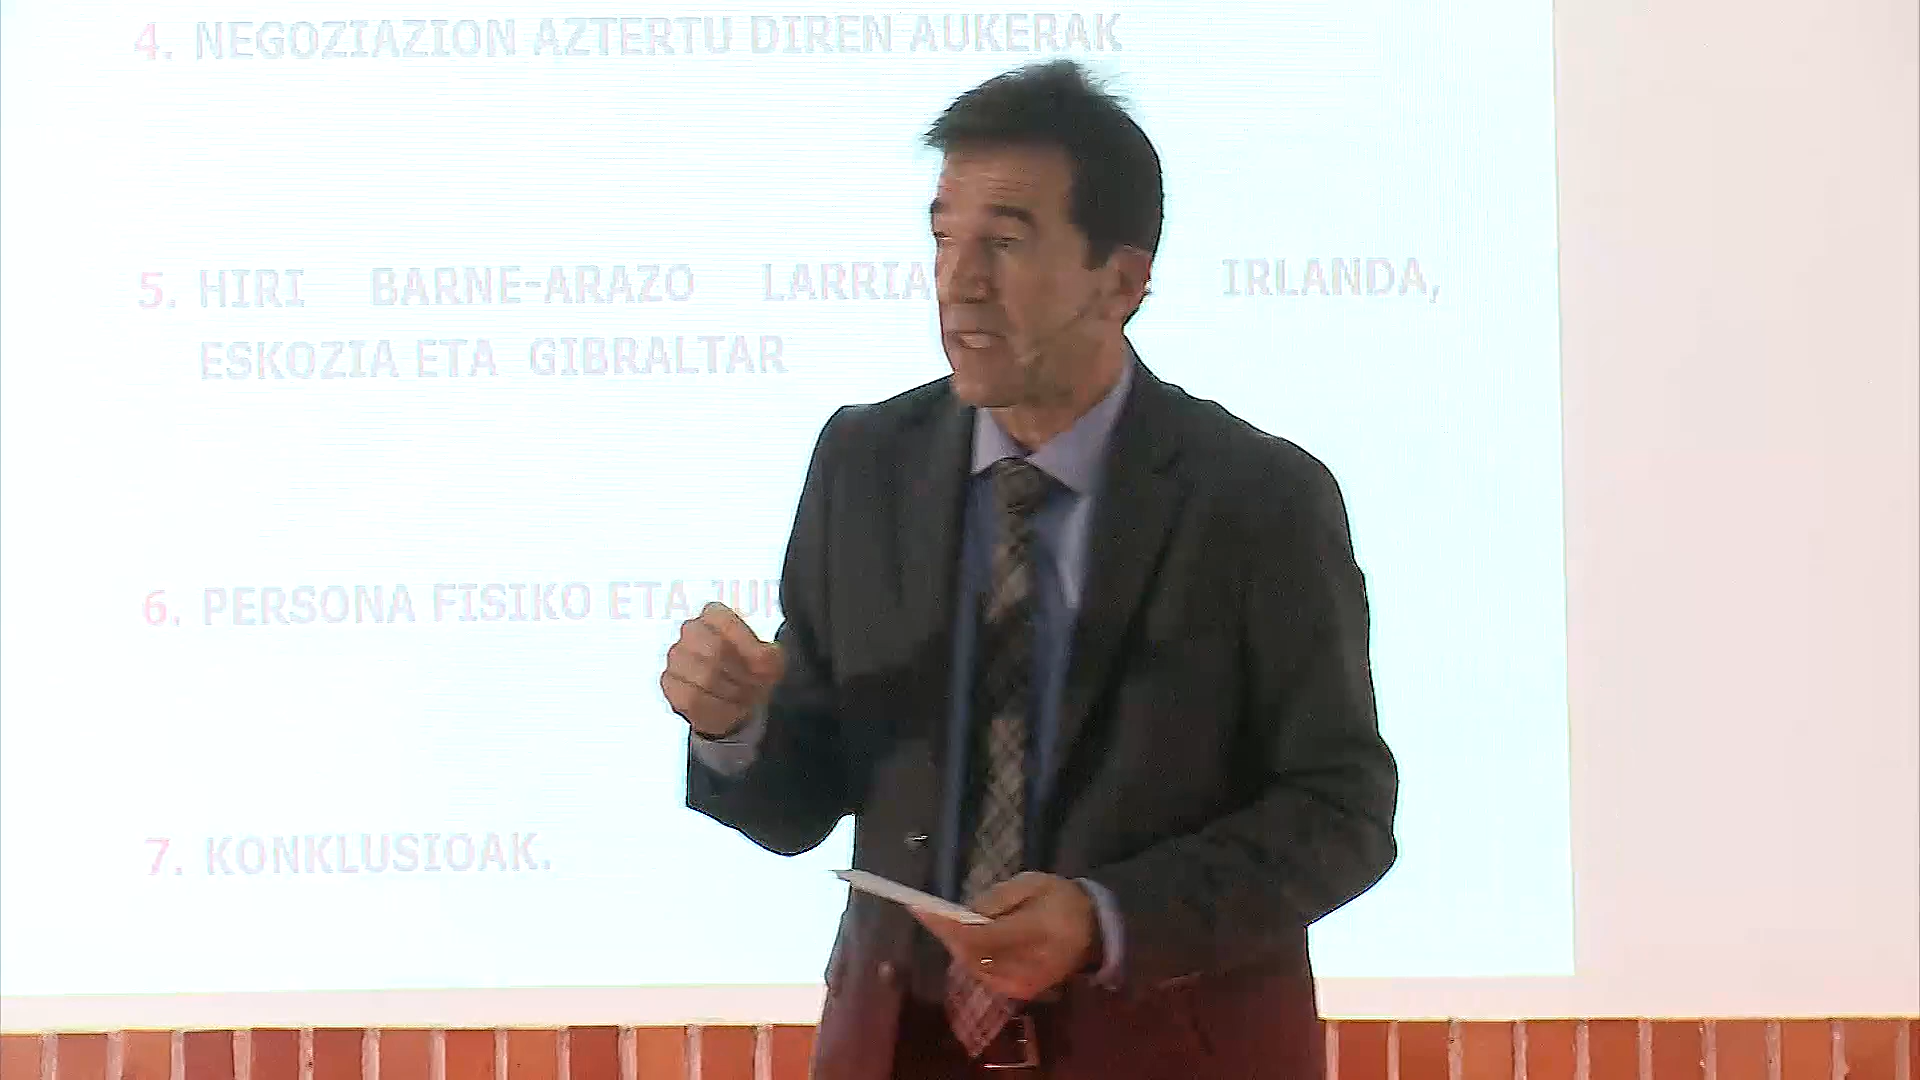 4. NEGOZIAZION AZTERTU DIREN AUKERAK
5. HIRI BARNE-ARAZO LARRIA IRLANDA,
ESKOZIA ETA GIBRALTAR
6. PERSONA FISIKO ETA
7. KONKLUSIOAK.